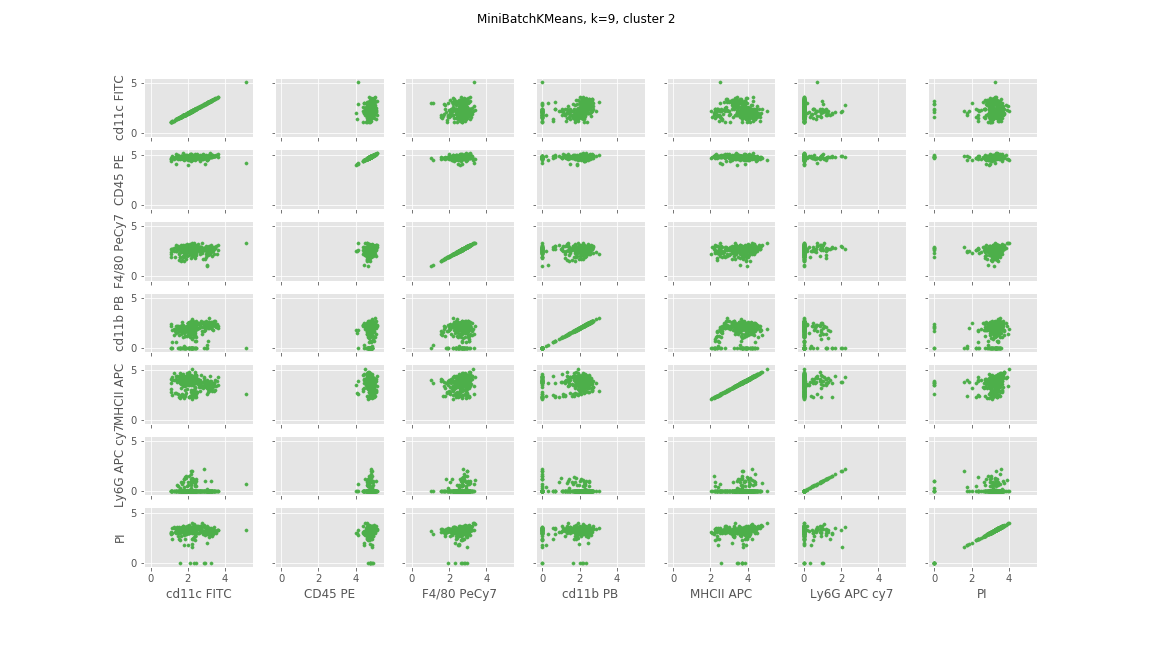 MiniBatchKMeans, k=9, cluster 2
cd11c FITC
5
0
CD45 PE
5
0
F4/80 PeCy7
5
0
cd11b PB
5
0
MHCII APC
5
0
Ly6G APC cy7
5
0
PI
5
0
0 2 4 0 2 4 0 2 4 0 2 4 0 2 4 0 2 4 0 2 4
cd11c FITC CD45 PE F4/80 PeCy7 cd11b PB MHCII APC Ly6G APC cy7 PI